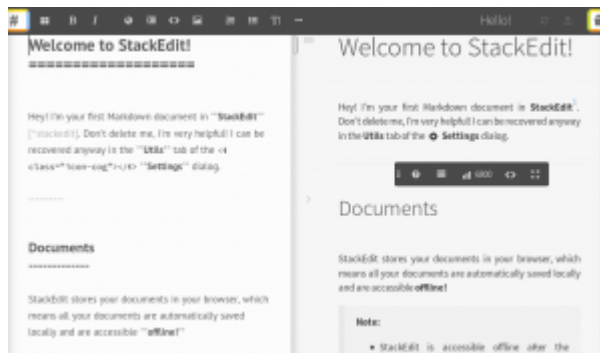 #
B I
Hello!
Welcome to StackEdit!
===================
Hey! I'm your first Markdown document in **StackEdit**
[^stackedit]. Don't delete me, I'm very helpful! I can be
recovered anyway in the **Utils** tab of the <i
class="icon-cog"></i> **Settings** dialog.
----------
Documents
-------------
StackEdit stores your documents in your browser, which
means all your documents are automatically saved
locally and are accessible **offline!**
Welcome to StackEdit!
Hey! I'm your first Markdown document in StackEdit.
Don't delete me, I'm very helpful! I can be recovered anyway
in the Utils tab of the Settings dialog.
Documents
StackEdit stores your documents in your browser, which
means all your documents are automatically saved locally
and are accessible offline!
Note:
• StackEdit is accessible offline after the